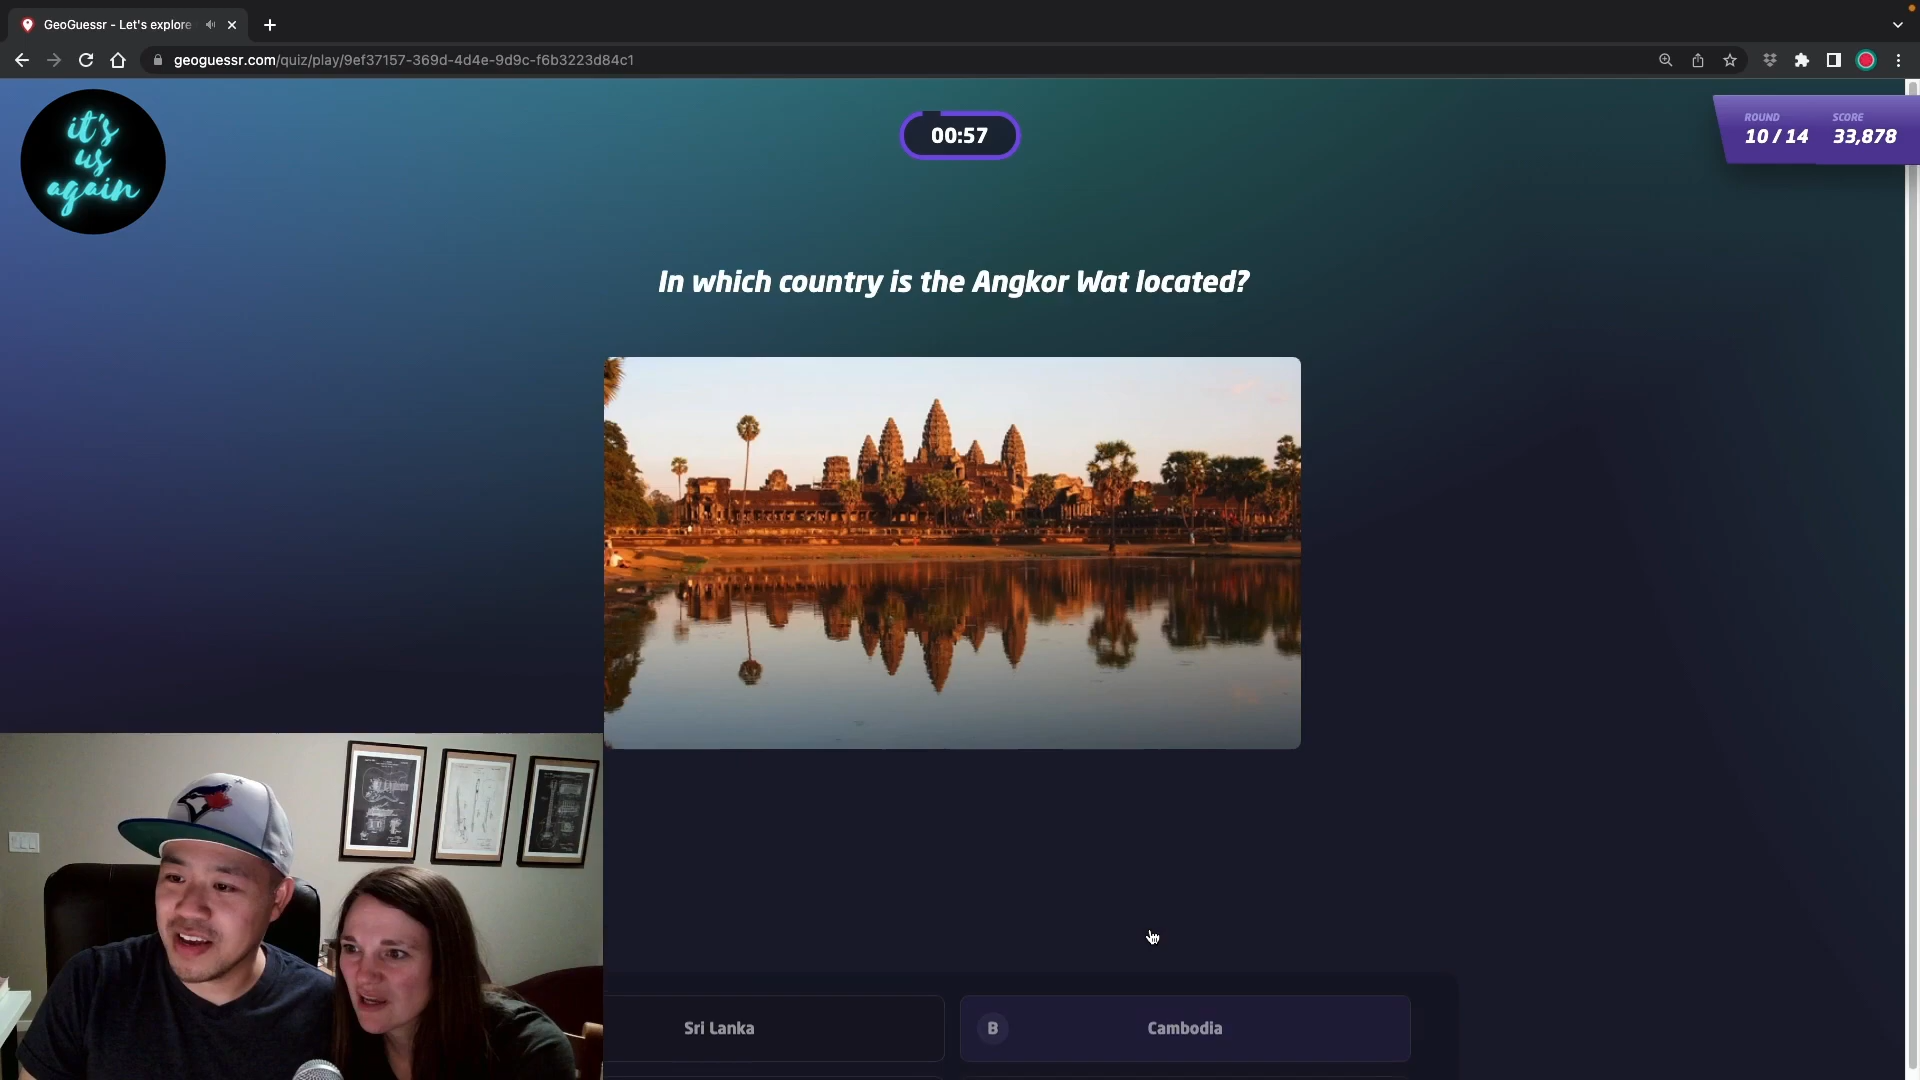 GeoGuessr - Let's explore
geoguessr.com/quiz/play/9ef37157-369d-4d4e-9d9c-f6b3223d84c1
it's
us
again
00:57
ROUND SCORE
10 / 14 33,878
In which country is the Angkor Wat located?
Sri Lanka
B Cambodia